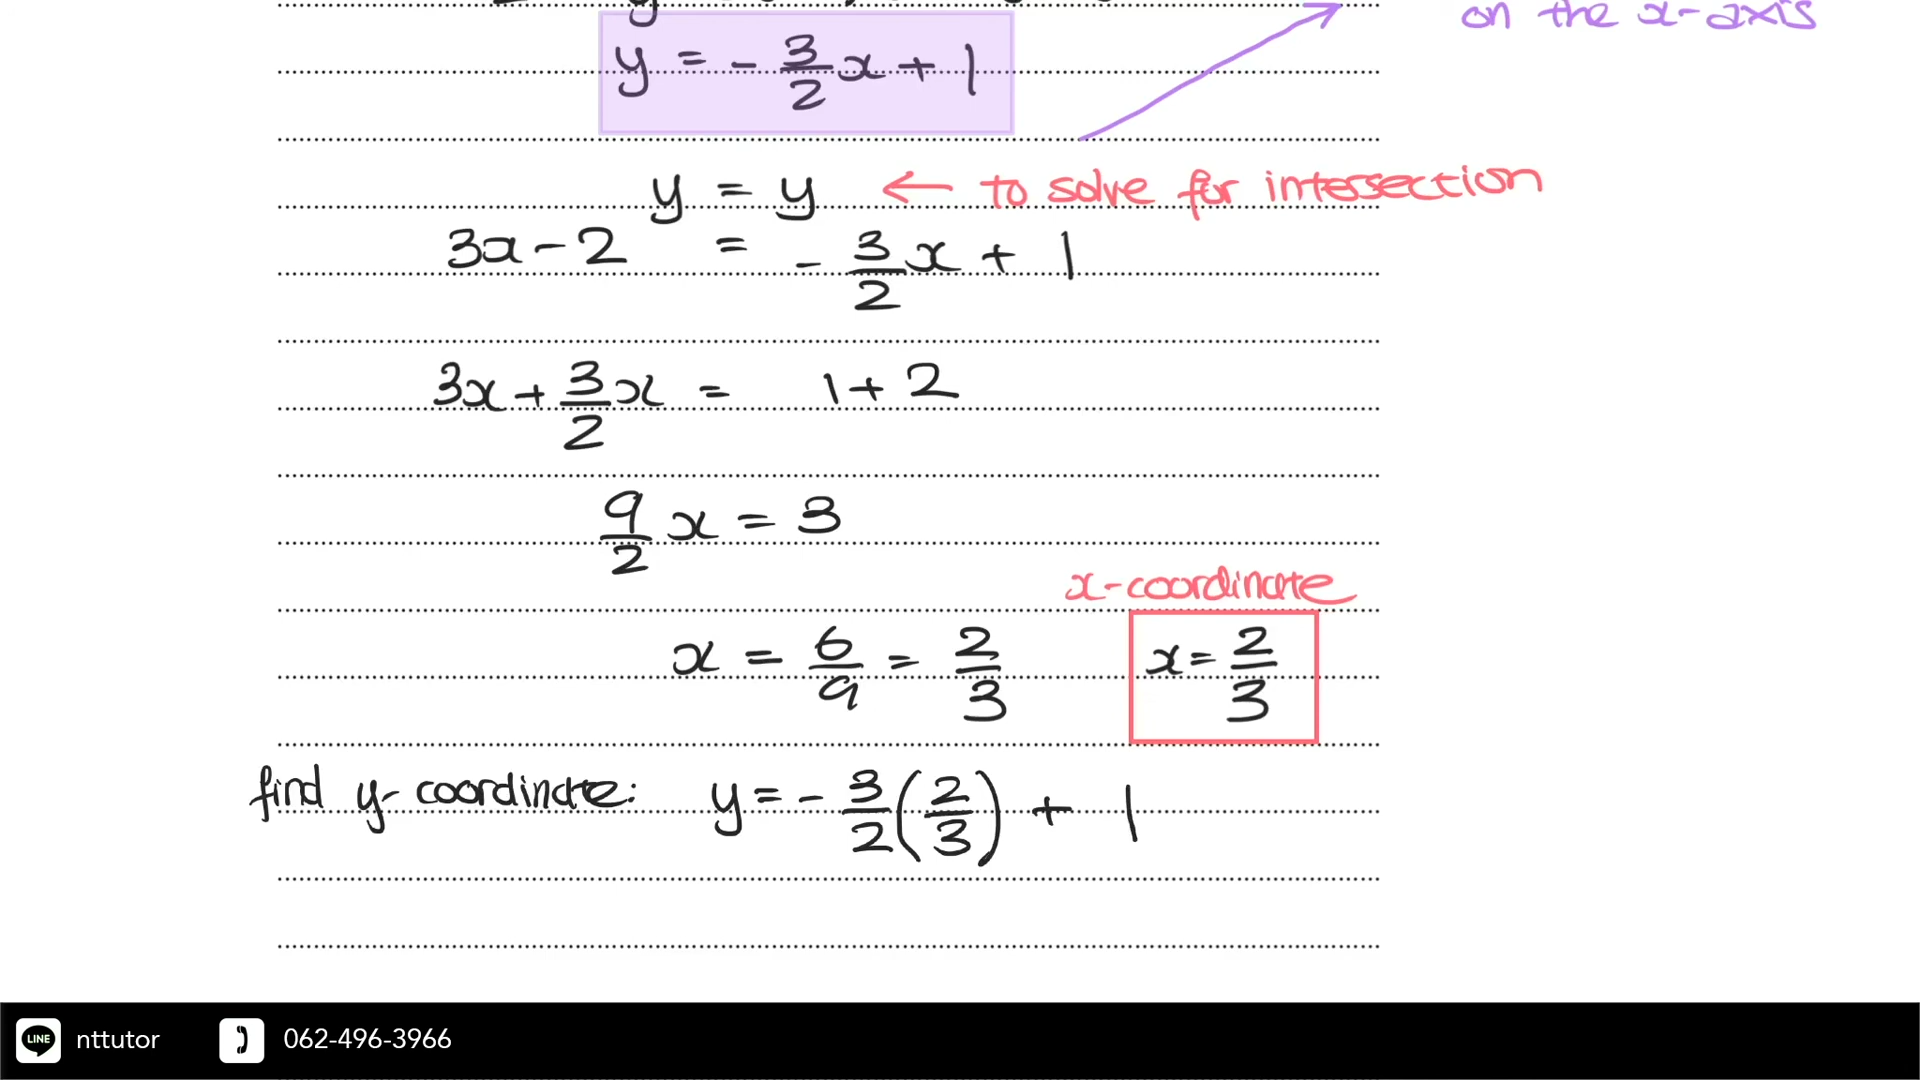 on the x-axis
y = -3/2 x + 1
y = y ← to solve for intersection
3x - 2 = -3/2 x + 1
3x + 3/2 x = 1 + 2
9/2 x = 3
x-coordinate
x = 6/9 = 2/3 x = 2/3
find y-coordinate: y = -3/2 (2/3) + 1
LINE nttutor 062-496-3966